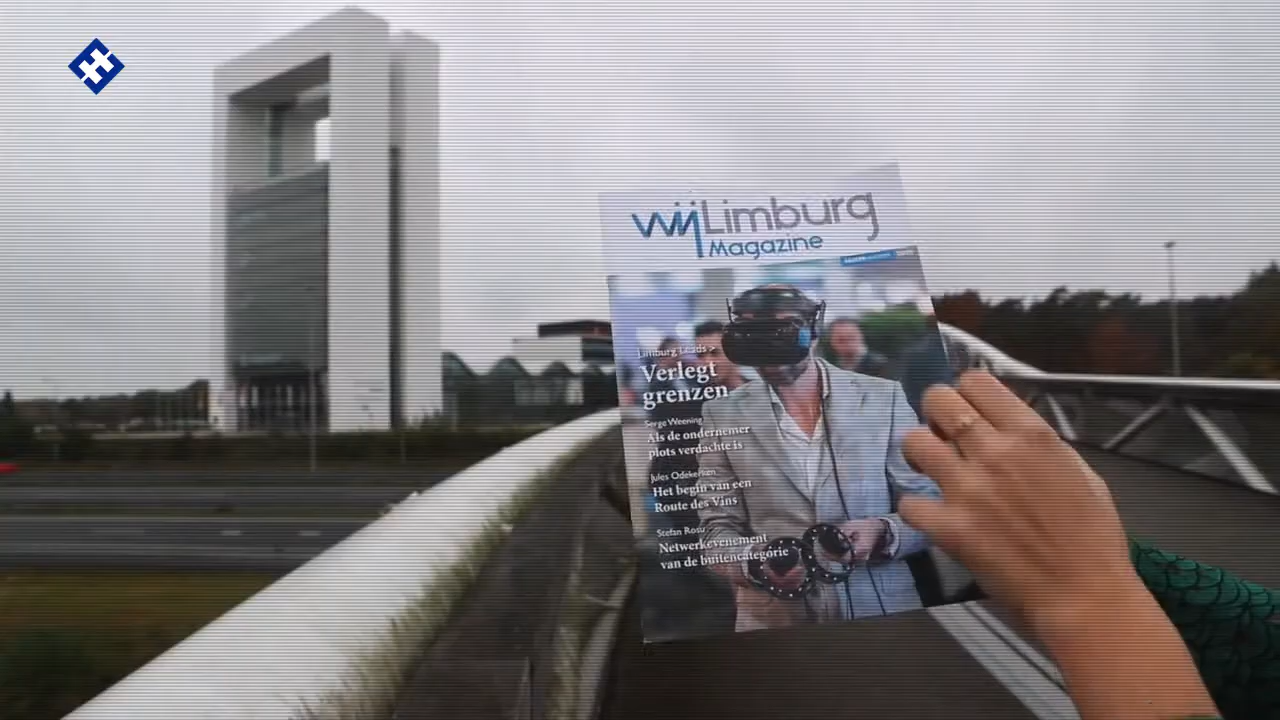 wijLimburg
Magazine
Limburg Leads >
Verlegt
grenzen
Serge Weening
Als de ondernemer
plots verdachte is
Jules Odekerken
Het begin van een
Route des Vins
Stefan Rosu
Netwerkevenement
van de buitencategorie